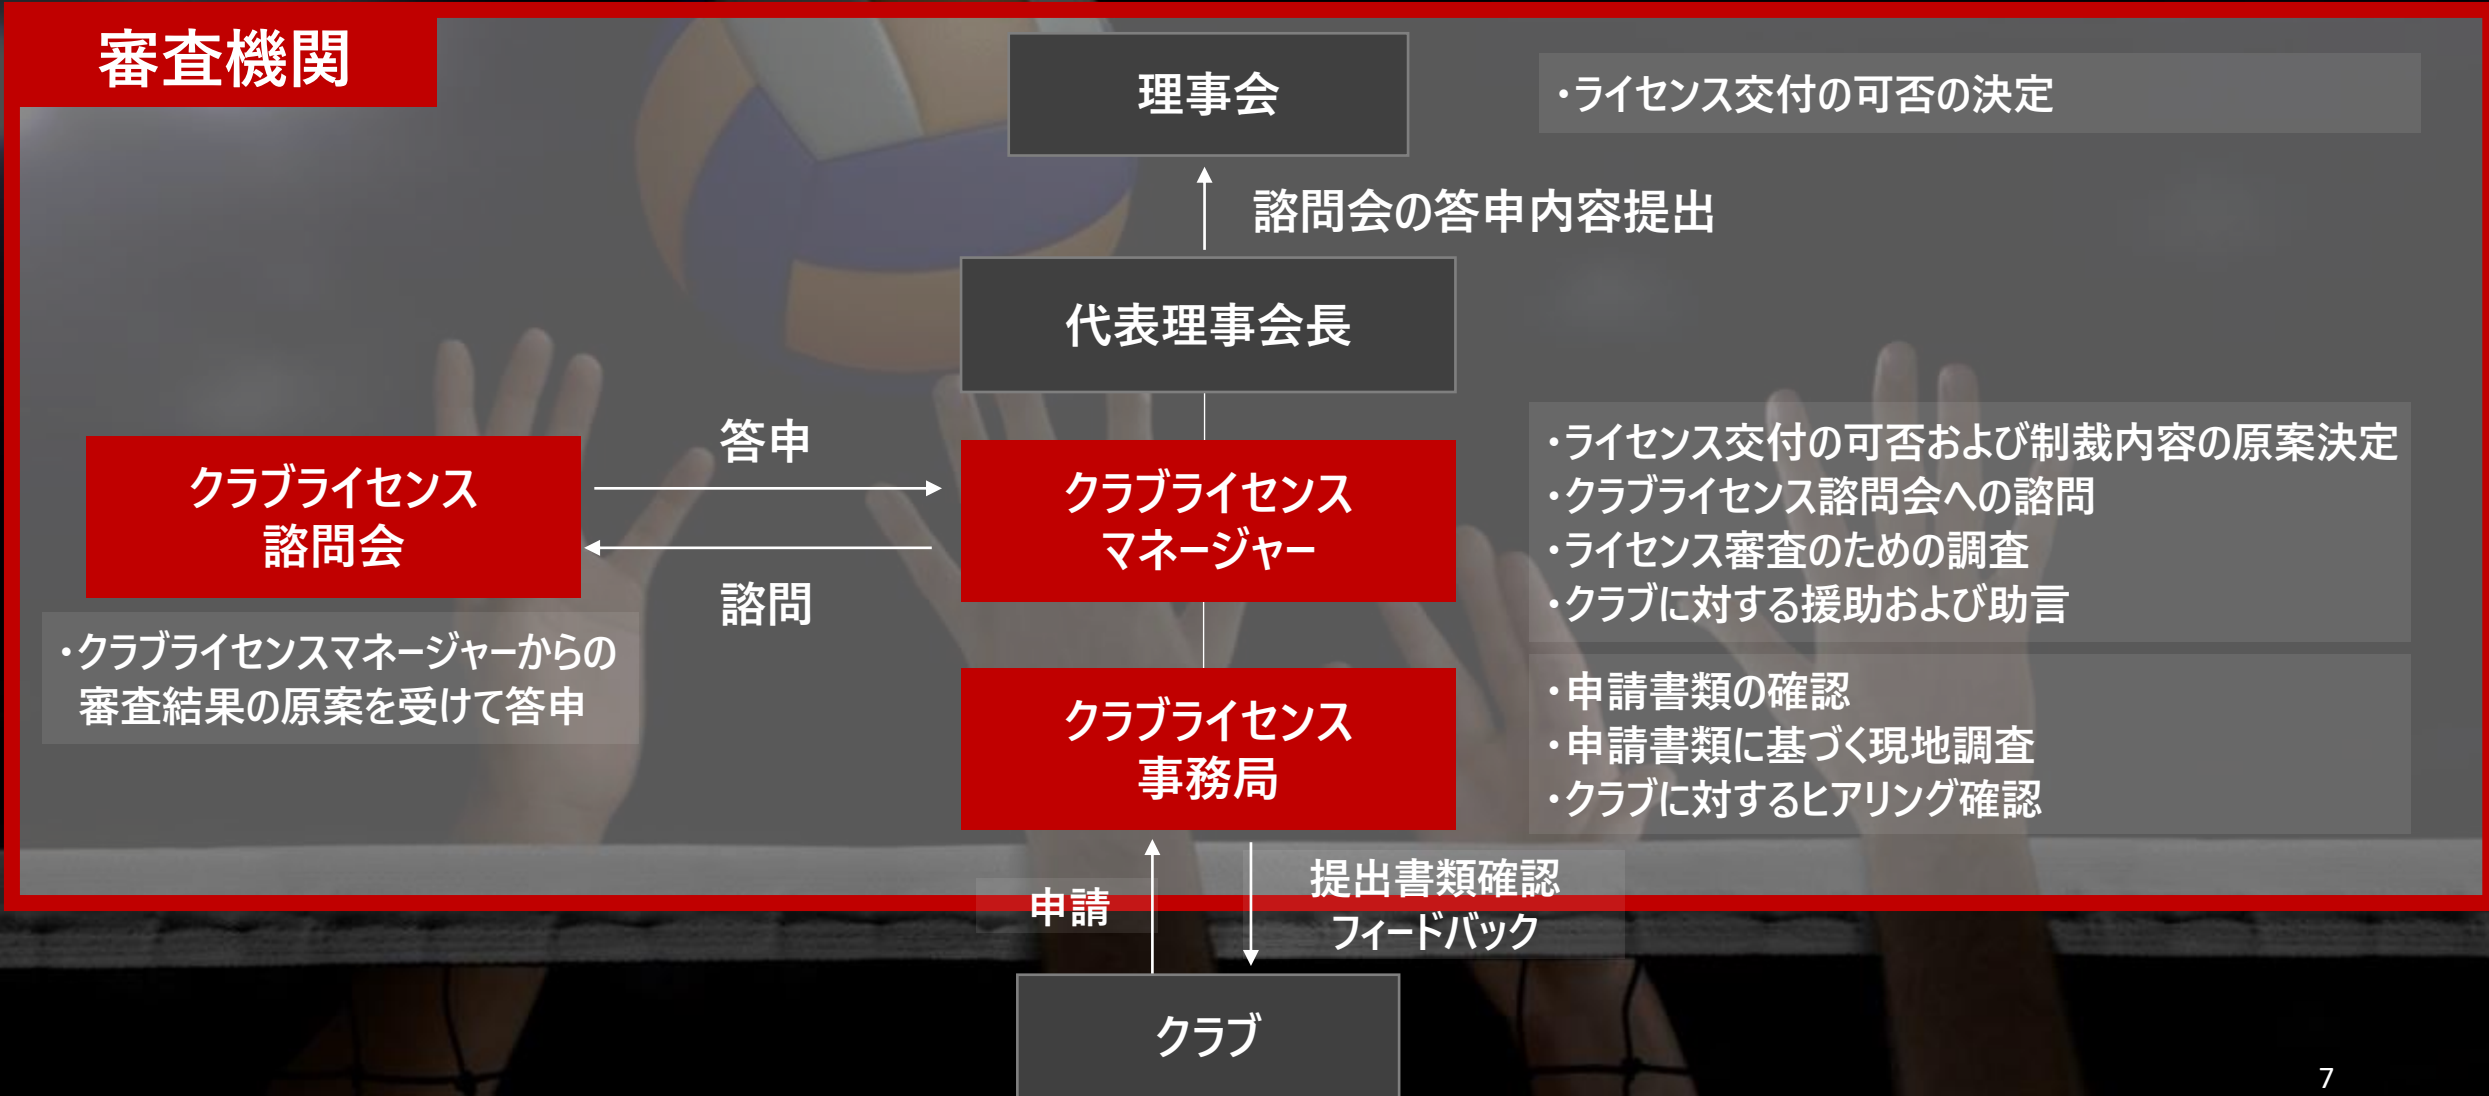 審査機関
理事会
・ライセンス交付の可否の決定
諮問会の答申内容提出
代表理事会長
答申
クラブライセンス
諮問会
諮問
・クラブライセンスマネージャーからの
審査結果の原案を受けて答申
クラブライセンス
マネージャー
・ライセンス交付の可否および制裁内容の原案決定
・クラブライセンス諮問会への諮問
・ライセンス審査のための調査
・クラブに対する援助および助言
クラブライセンス
事務局
・申請書類の確認
・申請書類に基づく現地調査
・クラブに対するヒアリング確認
申請
提出書類確認
フィードバック
クラブ
7